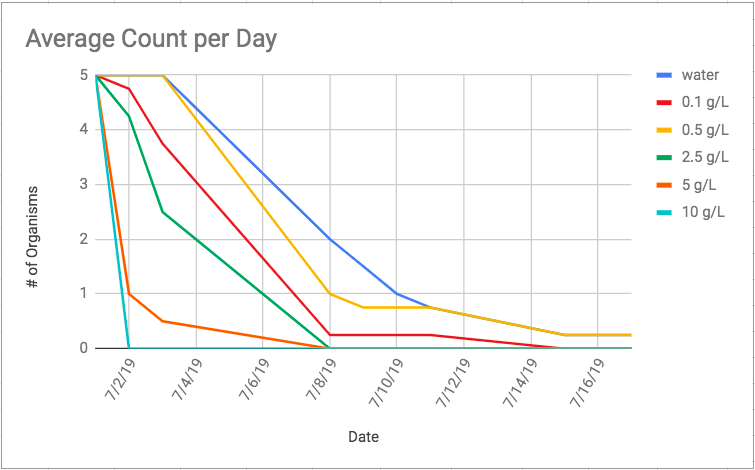 Average Count per Day
5
4
3
2
1
0
# of Organisms
7/2/19
7/4/19
7/6/19
7/8/19
7/10/19
7/12/19
7/14/19
7/16/19
Date
water
0.1 g/L
0.5 g/L
2.5 g/L
5 g/L
10 g/L